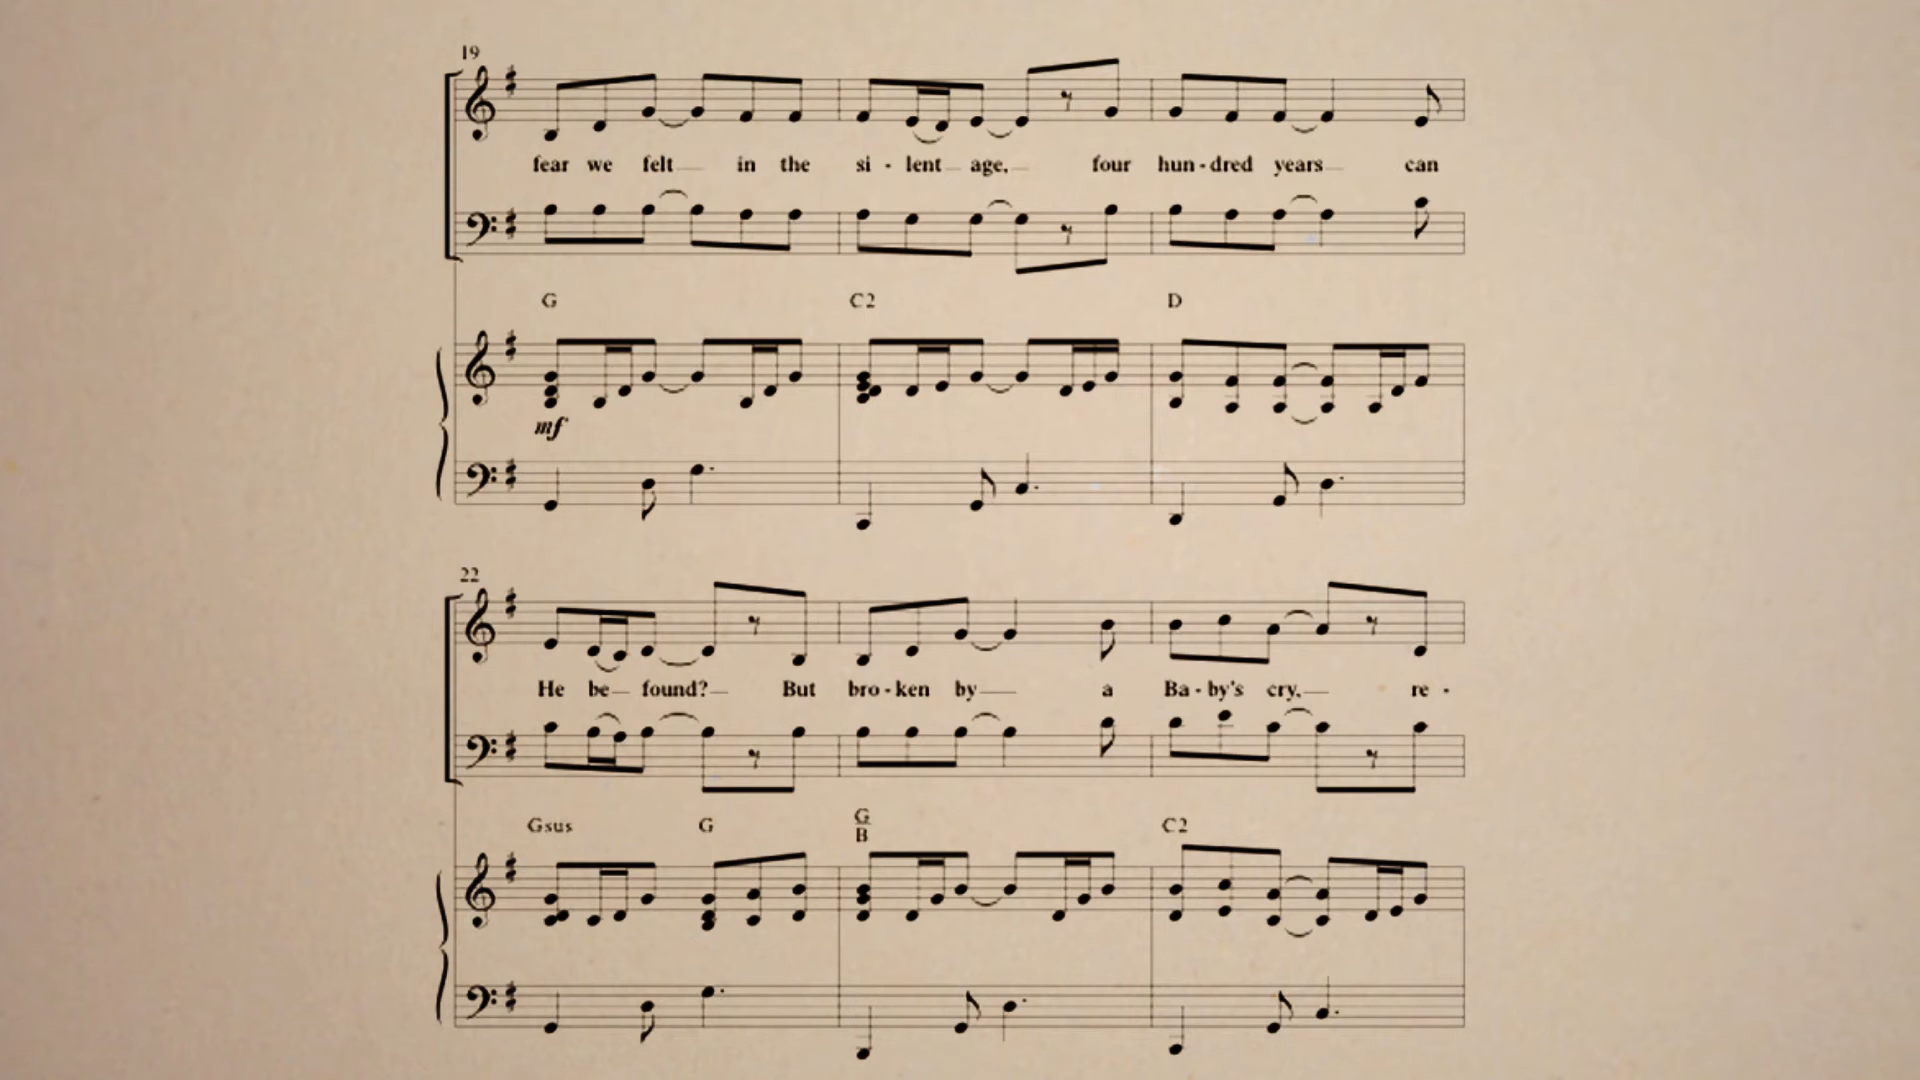 19
fear we felt in the si - lent age, four hun - dred years can
G C2 D
mf
22
He be found? But bro - ken by a Ba - by's cry, re -
Gsus G G/B C2